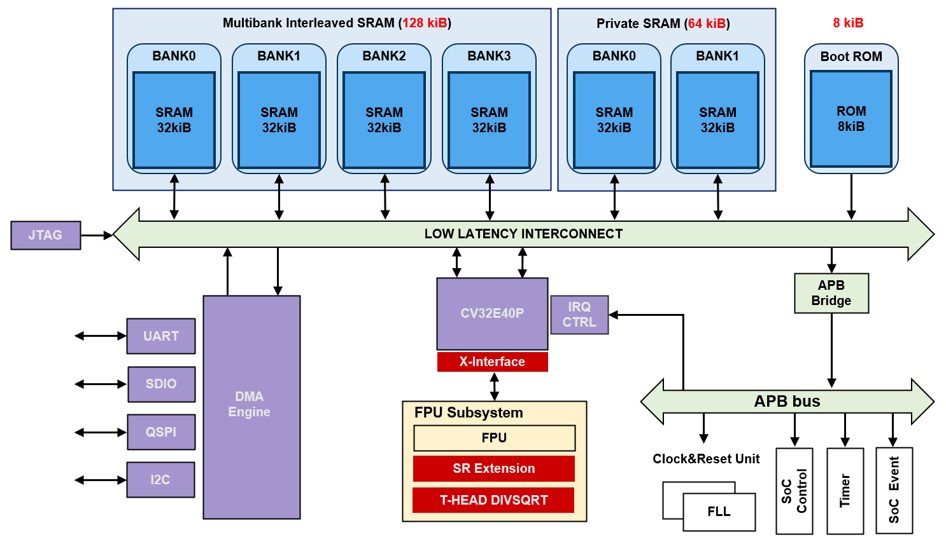 Multibank Interleaved SRAM (128 kiB)
Private SRAM (64 kiB)
8 kiB
BANK0
BANK1
BANK2
BANK3
BANK0
BANK1
Boot ROM
SRAM
32kiB
SRAM
32kiB
SRAM
32kiB
SRAM
32kiB
SRAM
32kiB
SRAM
32kiB
ROM
8kiB
JTAG
LOW LATENCY INTERCONNECT
APB
Bridge
CV32E40P
IRQ
CTRL
UART
SDIO
QSPI
I2C
DMA
Engine
X-Interface
FPU Subsystem
FPU
SR Extension
T-HEAD DIVSQRT
APB bus
Clock&Reset Unit
FLL
SoC
Control
Timer
SoC Event